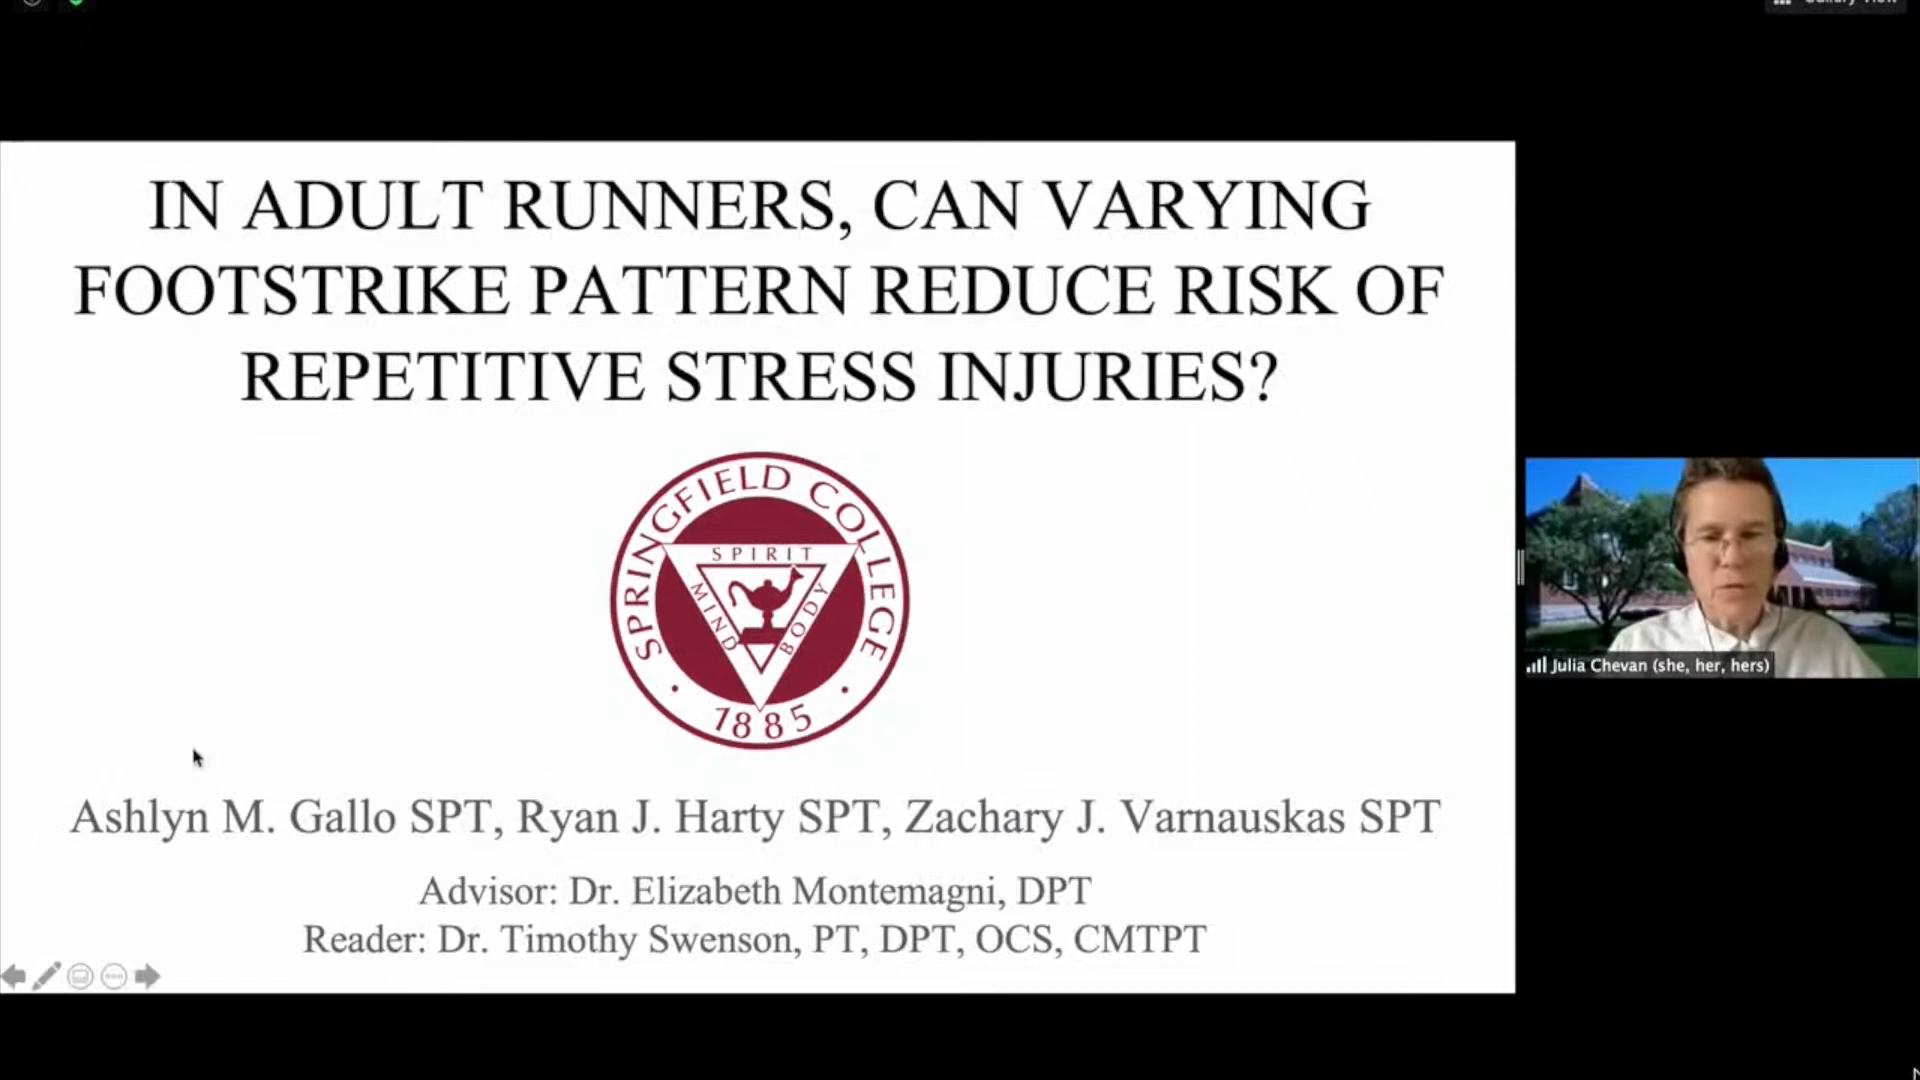 Gallery View
IN ADULT RUNNERS, CAN VARYING
FOOTSTRIKE PATTERN REDUCE RISK OF
REPETITIVE STRESS INJURIES?
SPRINGFIELD COLLEGE
SPIRIT
MIND
BODY
1885
Julia Chevan (she, her, hers)
Ashlyn M. Gallo SPT, Ryan J. Harty SPT, Zachary J. Varnauskas SPT
Advisor: Dr. Elizabeth Montemagni, DPT
Reader: Dr. Timothy Swenson, PT, DPT, OCS, CMTPT